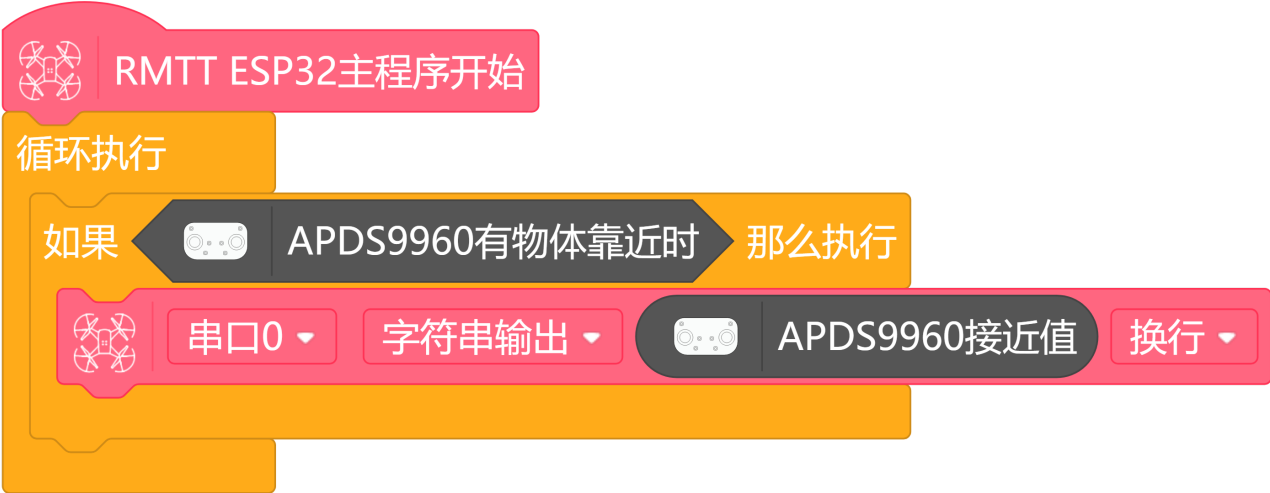 RMTT ESP32主程序开始
循环执行
如果 APDS9960有物体靠近时 那么执行
串口0 字符串输出 APDS9960接近值 换行